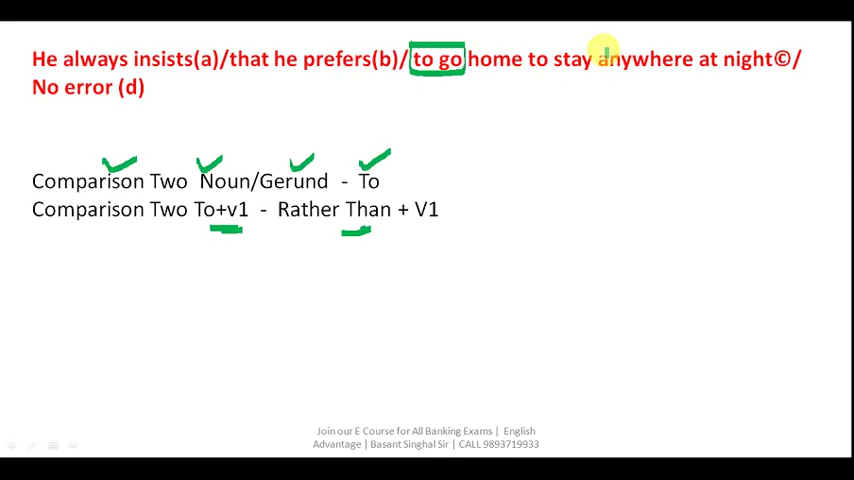 He always insists(a)/that he prefers(b)/ to go home to stay anywhere at night©/
No error (d)
Comparison Two Noun/Gerund - To
Comparison Two To+v1 - Rather Than + V1
Join our E Course for All Banking Exams | English
Advantage | Basant Singhal Sir | CALL 9893719933